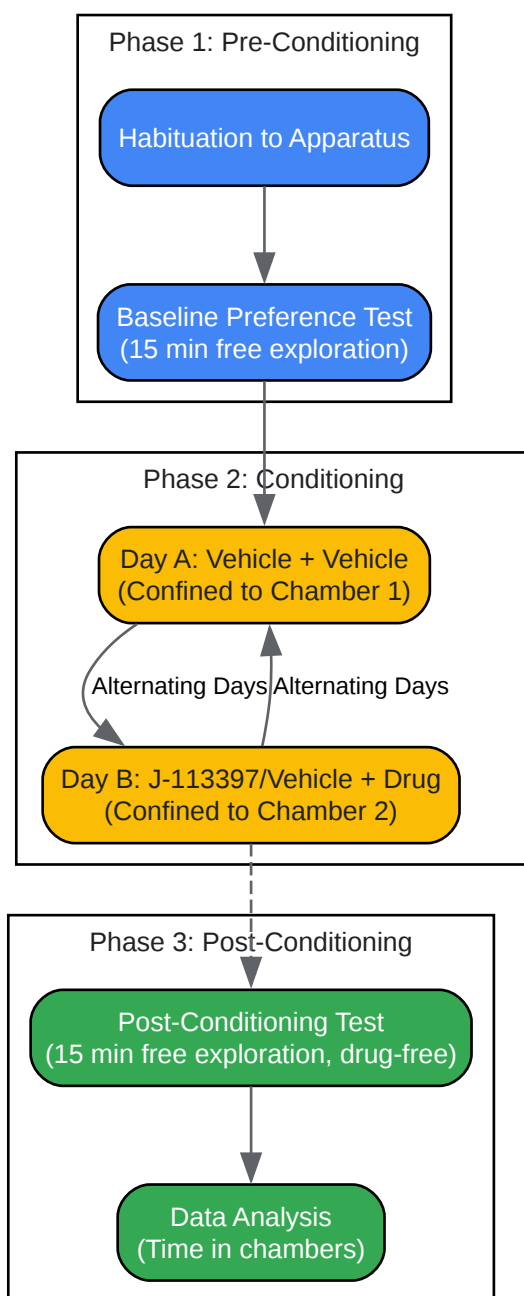 Phase 1: Pre-Conditioning
Habituation to Apparatus
Baseline Preference Test
(15 min free exploration)
Phase 2: Conditioning
Day A: Vehicle + Vehicle
(Confined to Chamber 1)
Alternating Days
Alternating Days
Day B: J-113397/Vehicle + Drug
(Confined to Chamber 2)
Phase 3: Post-Conditioning
Post-Conditioning Test
(15 min free exploration, drug-free)
Data Analysis
(Time in chambers)